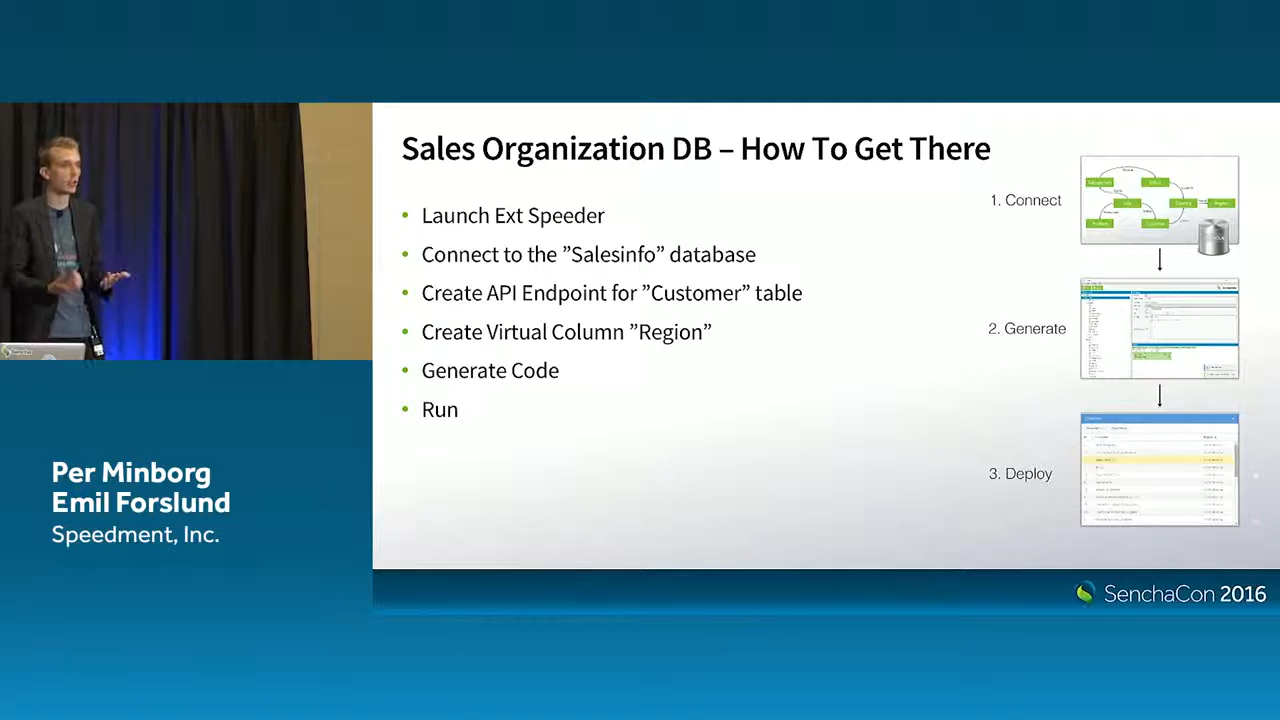 Sales Organization DB – How To Get There
• Launch Ext Speeder
• Connect to the ”Salesinfo” database
• Create API Endpoint for ”Customer” table
• Create Virtual Column ”Region”
• Generate Code
• Run
1. Connect
2. Generate
3. Deploy
Per Minborg
Emil Forslund
Speedment, Inc.
SenchaCon 2016